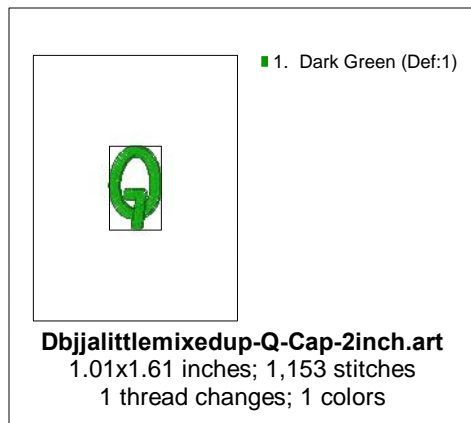 1. Dark Green (Def:1)
Q
Dbjjalittlemixedup-Q-Cap-2inch.art
1.01x1.61 inches; 1,153 stitches
1 thread changes; 1 colors